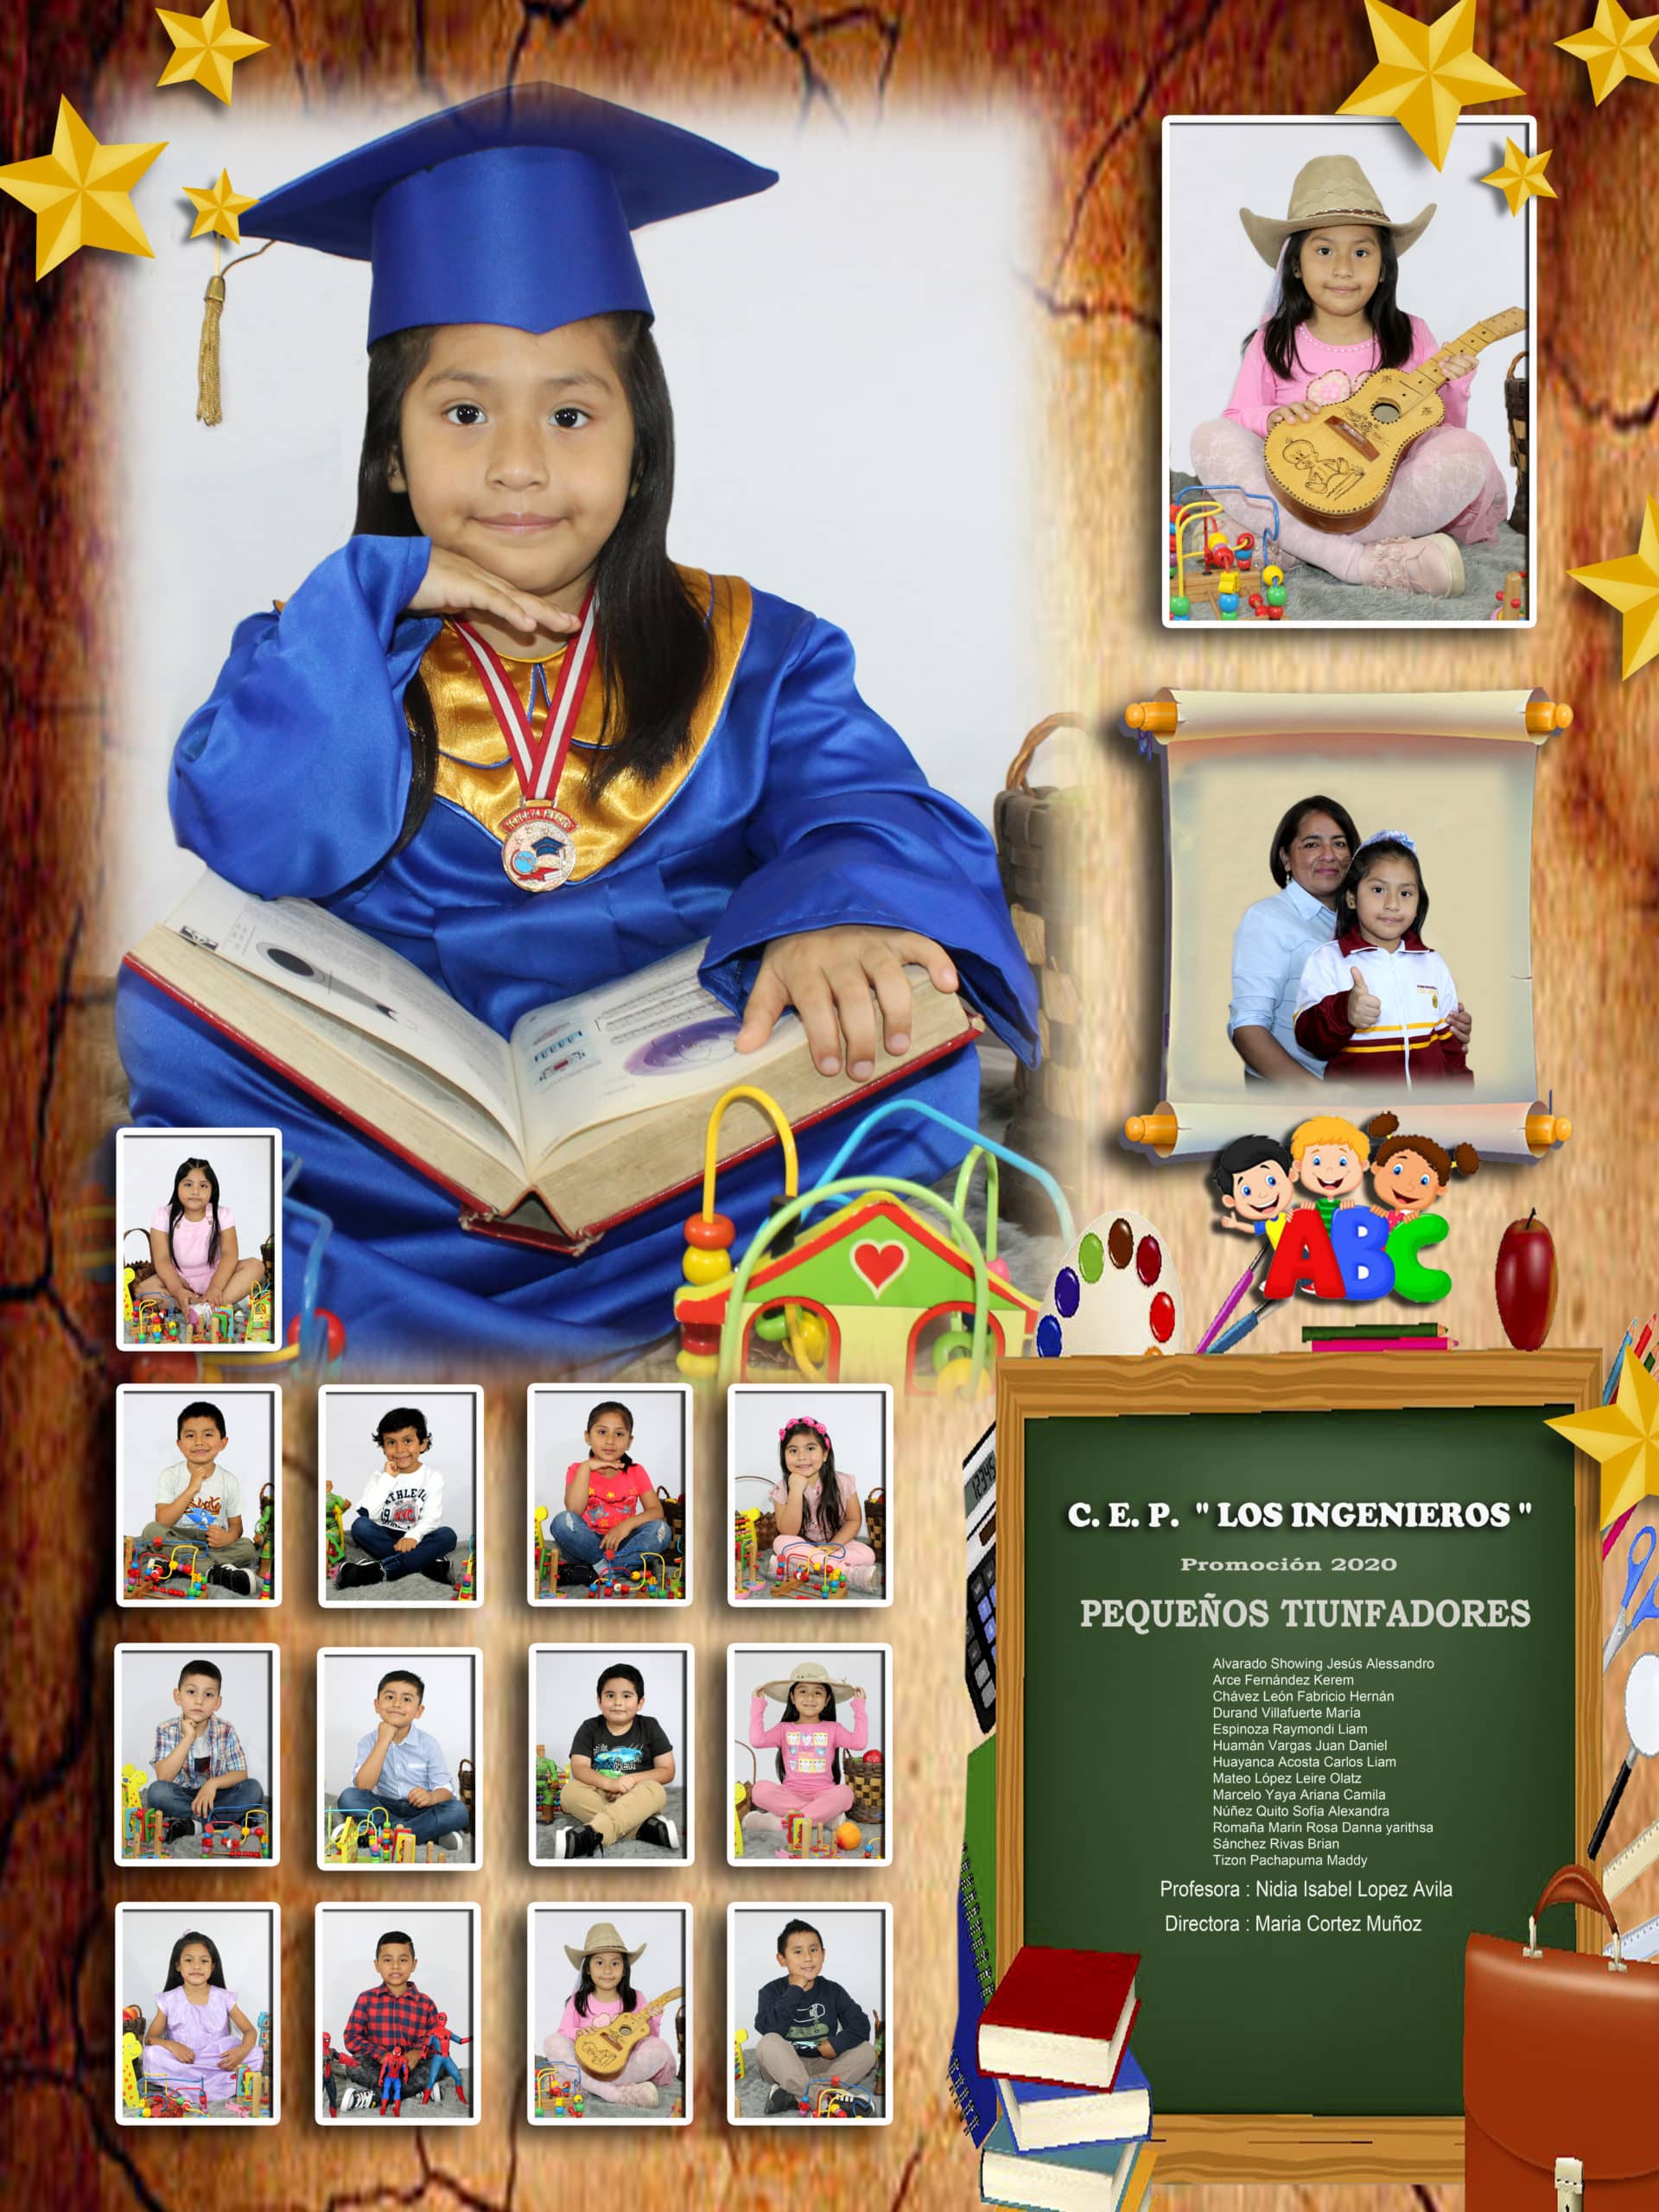 ABC
C. E. P. " LOS INGENIEROS "
Promoción 2020
PEQUEÑOS TIUNFADORES
Alvarado Showing Jesús Alessandro
Arce Fernández Kerem
Chávez León Fabricio Hernán
Durand Villafuerte María
Espinoza Raymondi Liam
Huamán Vargas Juan Daniel
Huayanca Acosta Carlos Liam
Mateo López Leire Olatz
Marcelo Yaya Ariana Camila
Núñez Quito Sofía Alexandra
Romaña Marin Rosa Danna yarithsa
Sánchez Rivas Brian
Tizon Pachapuma Maddy
Profesora : Nidia Isabel Lopez Avila
Directora : Maria Cortez Muñoz